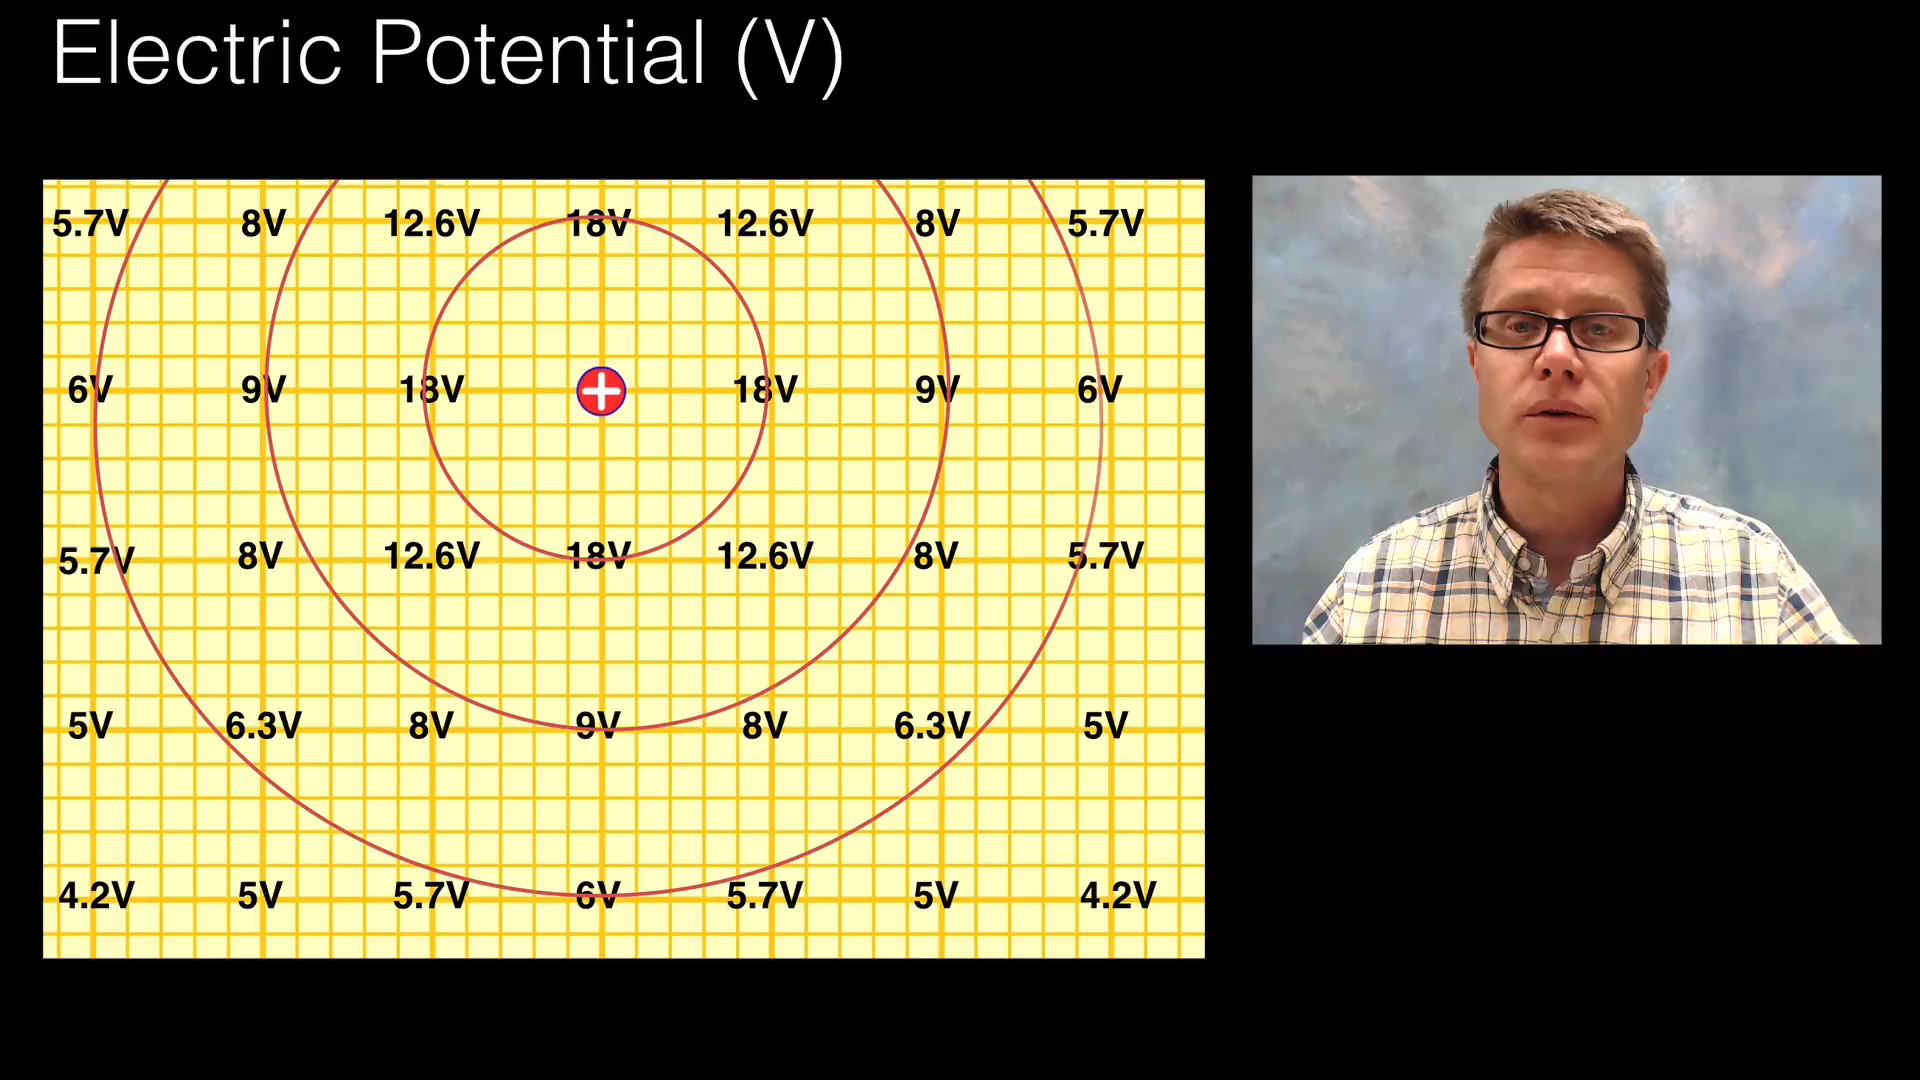 Electric Potential (V)
5.7V 8V 12.6V 18V 12.6V 8V 5.7V
6V 9V 18V 18V 9V 6V
5.7V 8V 12.6V 18V 12.6V 8V 5.7V
5V 6.3V 8V 9V 8V 6.3V 5V
4.2V 5V 5.7V 6V 5.7V 5V 4.2V